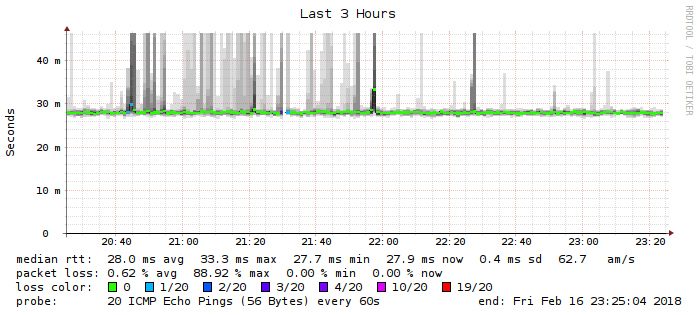 Last 3 Hours
RRDTOOL / TOBI OETIKER
Seconds
40 m
30 m
20 m
10 m
0
20:40 21:00 21:20 21:40 22:00 22:20 22:40 23:00 23:20
median rtt: 28.0 ms avg 33.3 ms max 27.7 ms min 27.9 ms now 0.4 ms sd 62.7 am/s
packet loss: 0.62 % avg 88.92 % max 0.00 % min 0.00 % now
loss color: 0 1/20 2/20 3/20 4/20 10/20 19/20
probe: 20 ICMP Echo Pings (56 Bytes) every 60s end: Fri Feb 16 23:25:04 2018